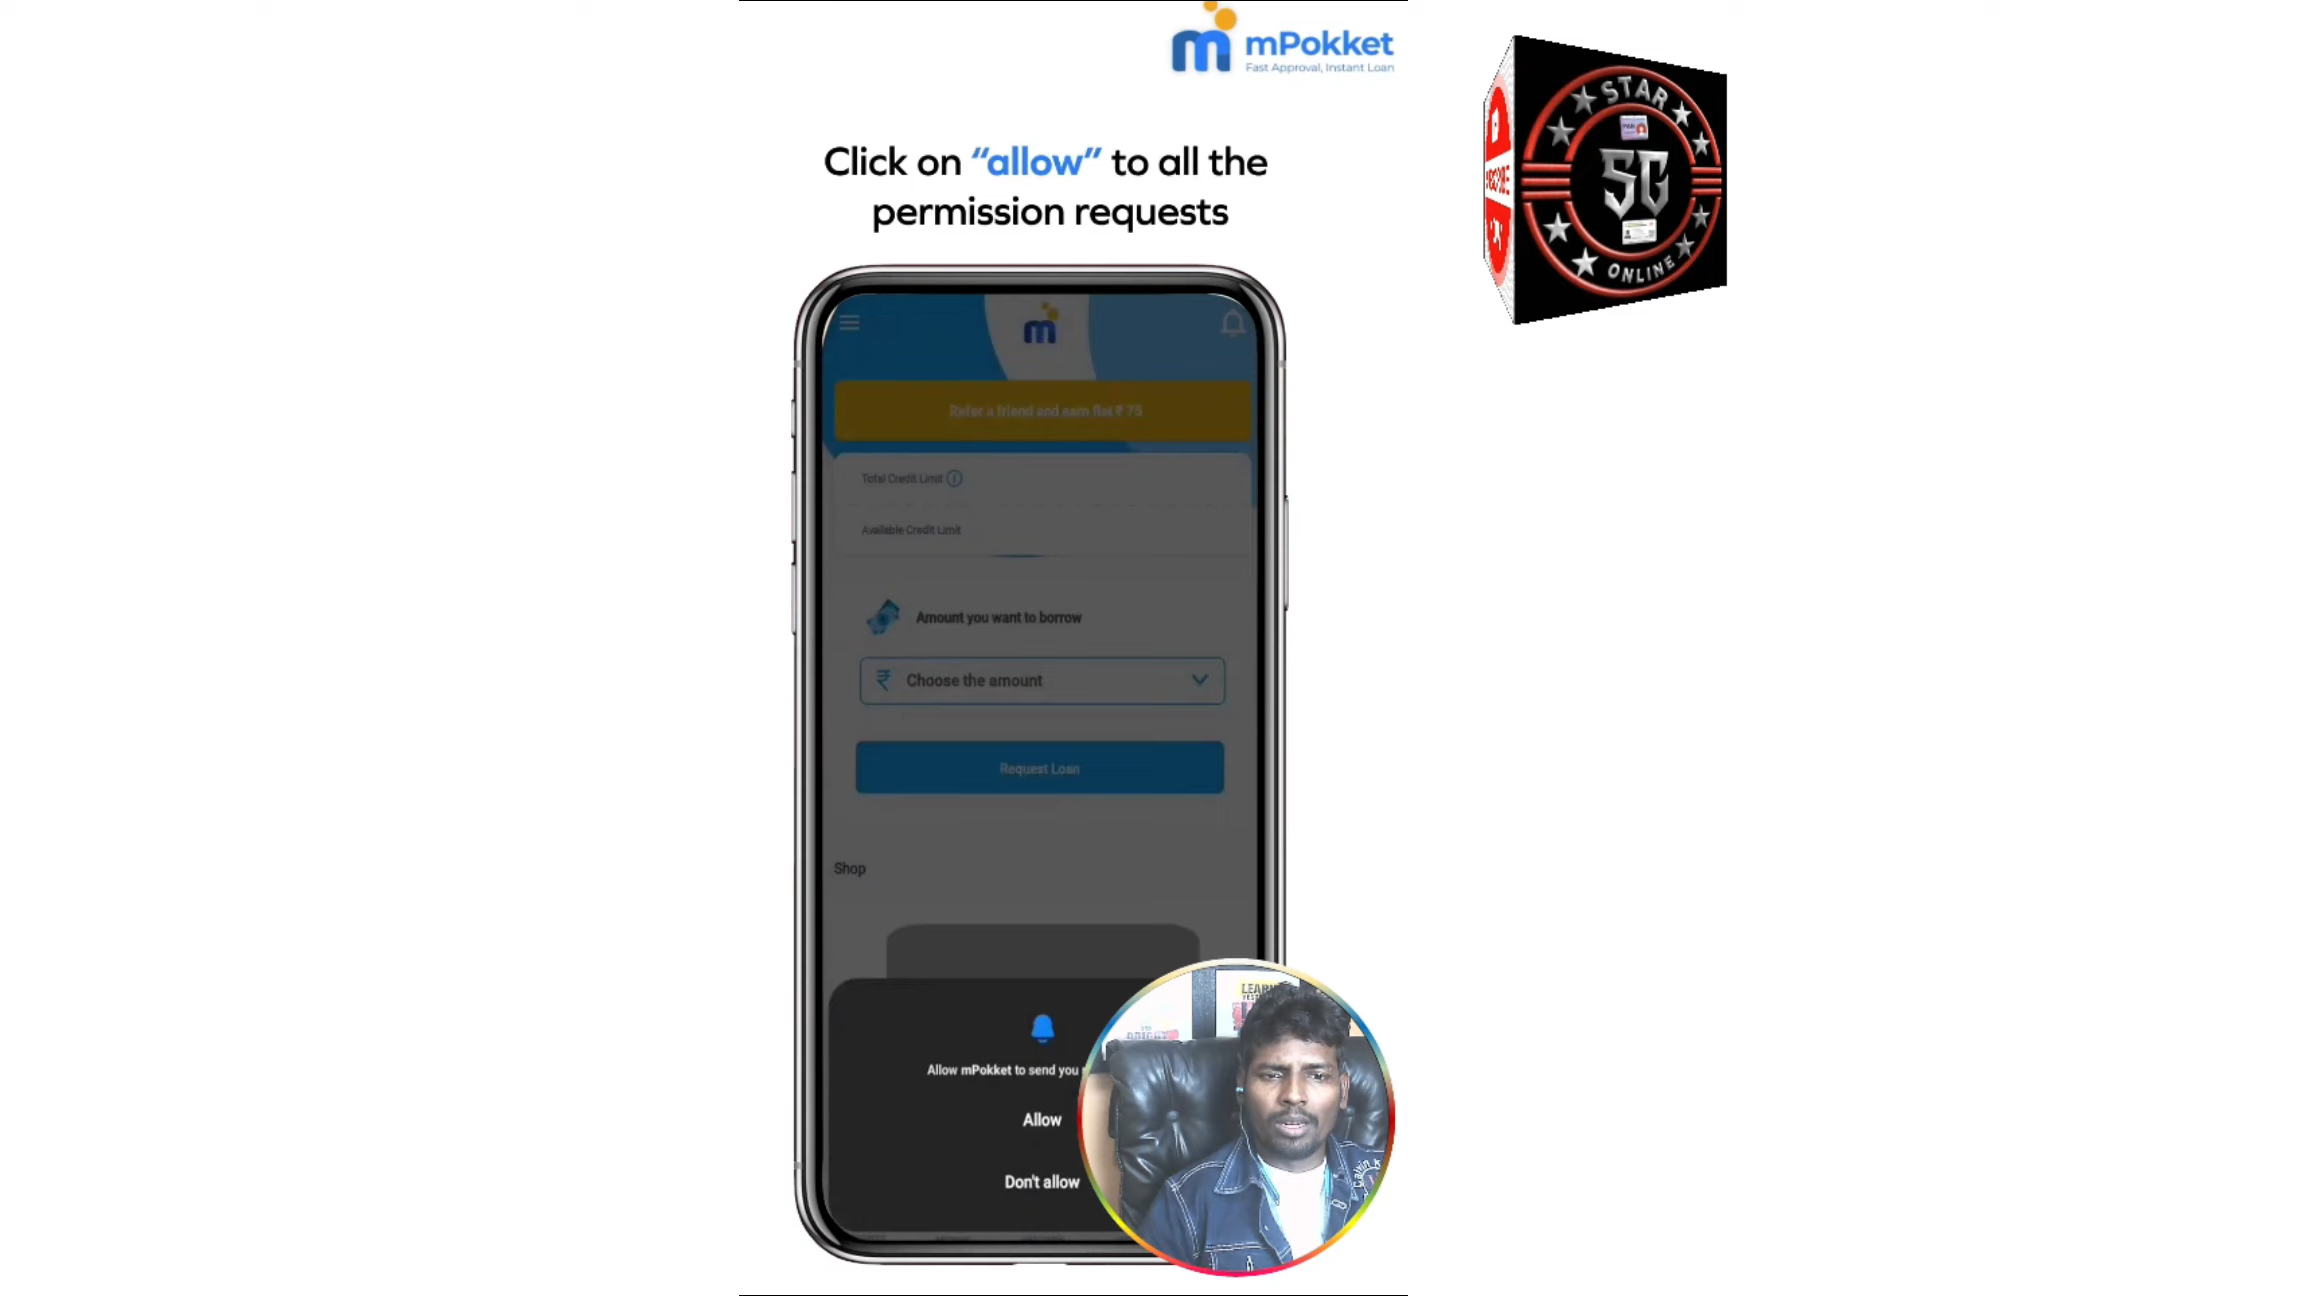 mPokket
Fast Approval, Instant Loan
Click on “allow” to all the
permission requests
STAR
SG
ONLINE
Refer a friend and earn flat ₹ 75
Total Credit Limit
Available Credit Limit
Amount you want to borrow
₹ Choose the amount
Request Loan
Shop
Allow mPokket to send you
Allow
Don't allow
LEARN
Calvin K